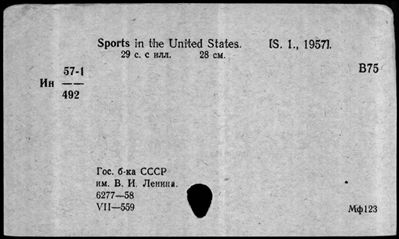 Sports in the United States. [S. l., 1957].
29 с. с илл. 28 см.
B75
Ин 57-1
492
Гос. б-ка СССР
им. В. И. Ленина.
6277—58
VII—559
Мф123